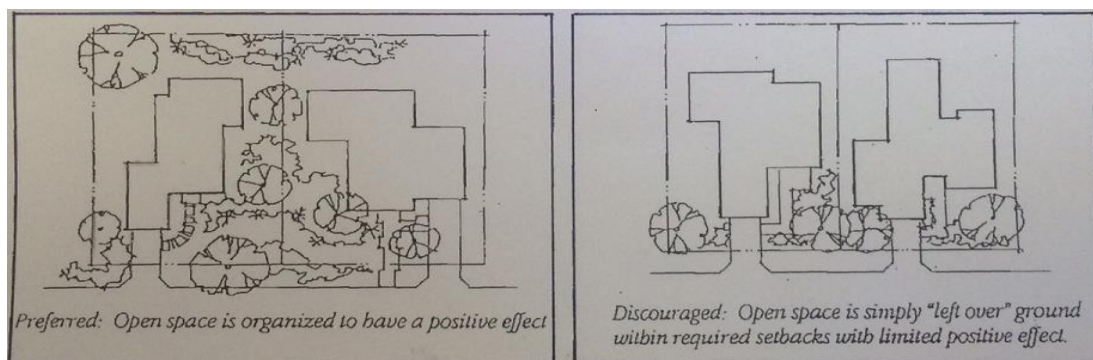 Preferred: Open space is organized to have a positive effect
Discouraged: Open space is simply "left over" ground
within required setbacks with limited positive effect.